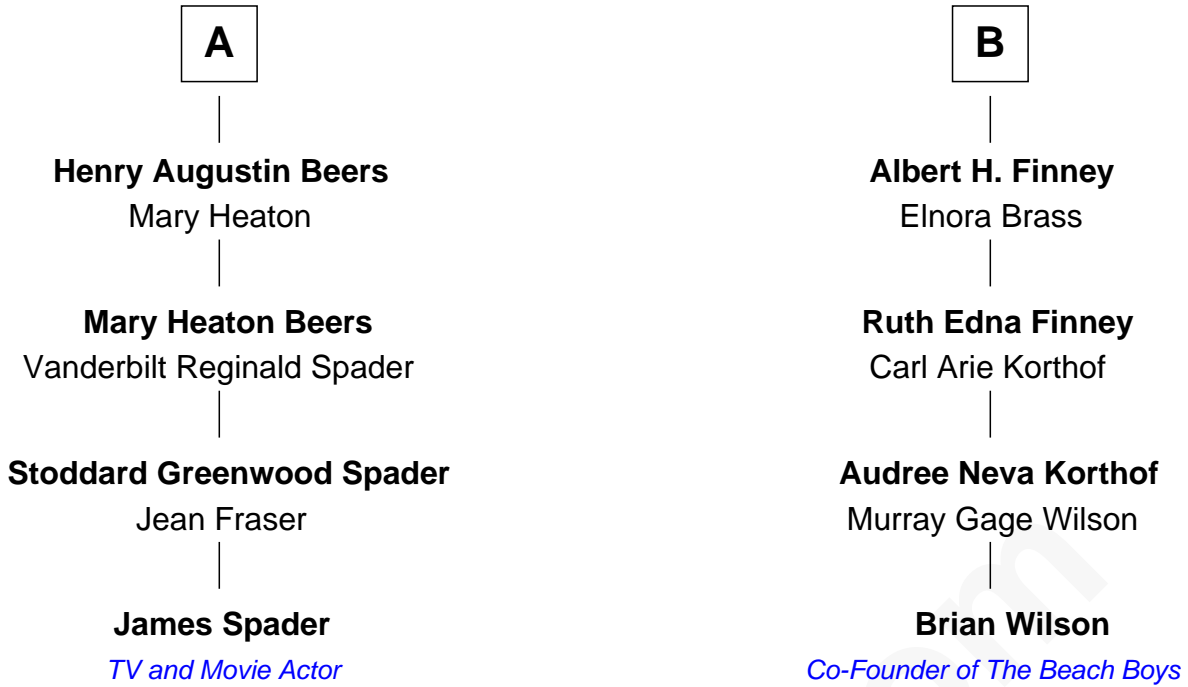 A
Henry Augustin Beers
Mary Heaton
Mary Heaton Beers
Vanderbilt Reginald Spader
Stoddard Greenwood Spader
Jean Fraser
James Spader
TV and Movie Actor
B
Albert H. Finney
Elnora Brass
Ruth Edna Finney
Carl Arie Korthof
Audree Neva Korthof
Murray Gage Wilson
Brian Wilson
Co-Founder of The Beach Boys